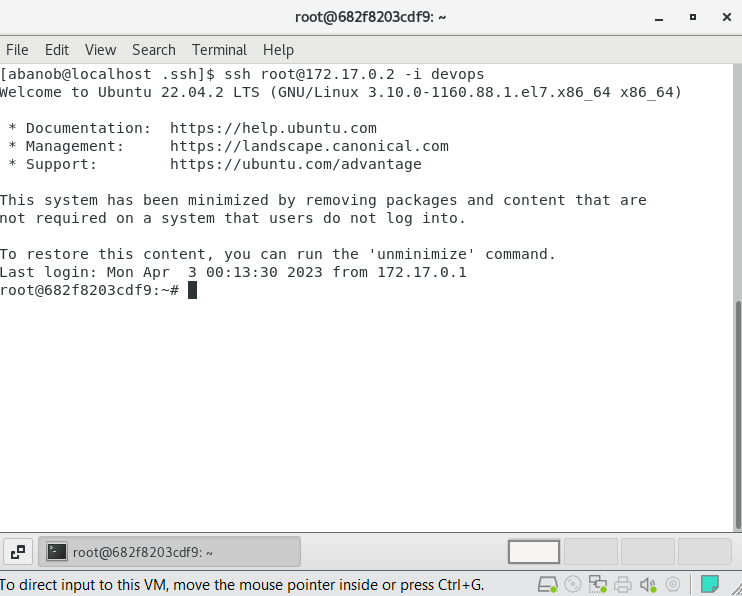 root@682f8203cdf9: ~
File Edit View Search Terminal Help
[abanob@localhost .ssh]$ ssh root@172.17.0.2 -i devops
Welcome to Ubuntu 22.04.2 LTS (GNU/Linux 3.10.0-1160.88.1.el7.x86_64 x86_64)
* Documentation:  https://help.ubuntu.com
* Management:     https://landscape.canonical.com
* Support:        https://ubuntu.com/advantage
This system has been minimized by removing packages and content that are
not required on a system that users do not log into.
To restore this content, you can run the 'unminimize' command.
Last login: Mon Apr  3 00:13:30 2023 from 172.17.0.1
root@682f8203cdf9:~#
root@682f8203cdf9: ~
To direct input to this VM, move the mouse pointer inside or press Ctrl+G.